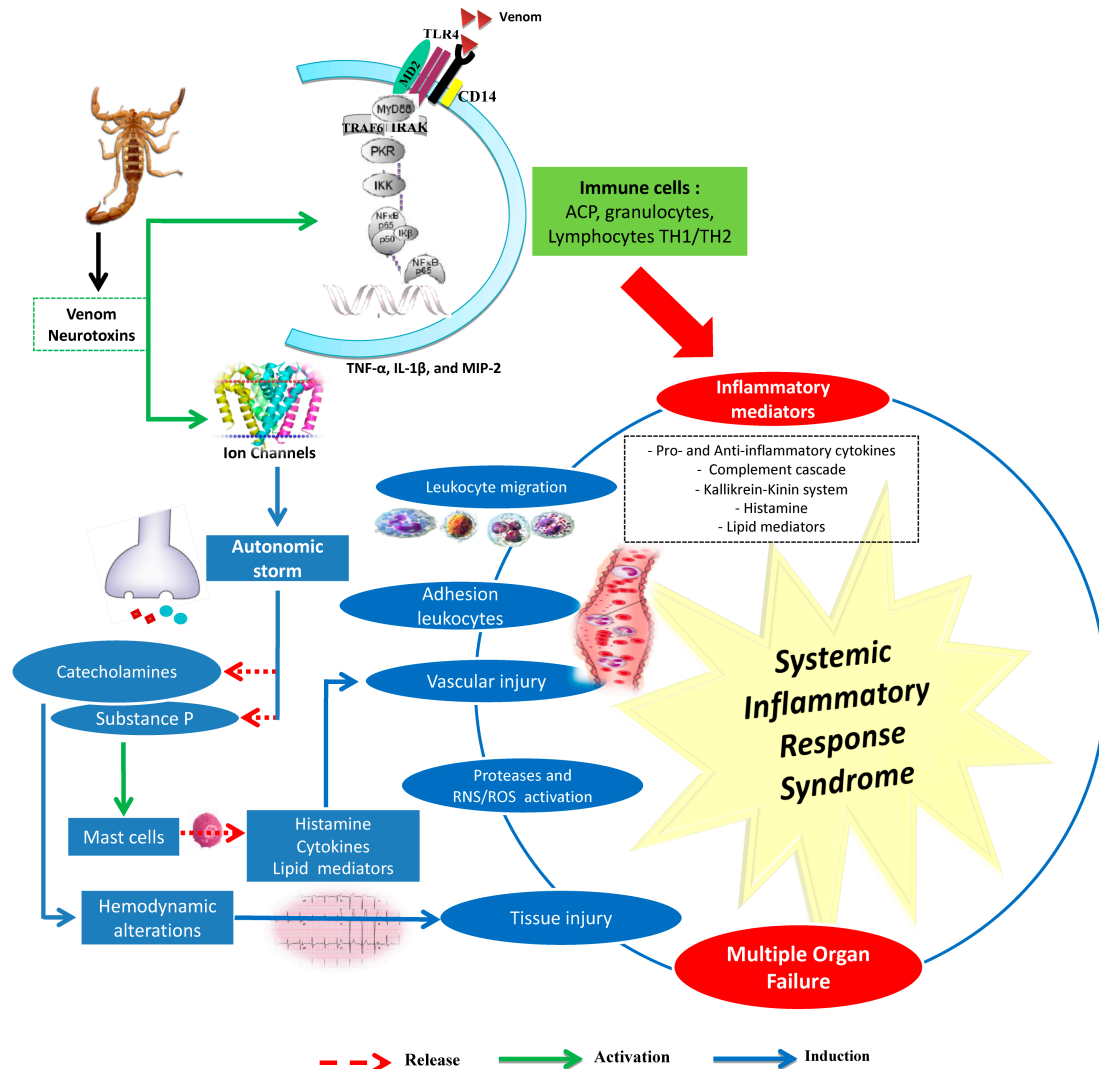 Venom
TLR4
MD2
CD14
MyD88
TRAF6
IRAK
PKR
IKK
NFκB
p65
p50
IKβ
NFκB
p65
TNF-α, IL-1β, and MIP-2
Immune cells :
ACP, granulocytes,
Lymphocytes TH1/TH2
Venom
Neurotoxins
Ion Channels
Inflammatory
mediators
- Pro- and Anti-inflammatory cytokines
- Complement cascade
- Kallikrein-Kinin system
- Histamine
- Lipid mediators
Leukocyte migration
Autonomic
storm
Adhesion
leukocytes
Catecholamines
Substance P
Vascular injury
Systemic
Inflammatory
Response
Syndrome
Proteases and
RNS/ROS activation
Mast cells
Histamine
Cytokines
Lipid mediators
Hemodynamic
alterations
Tissue injury
Multiple Organ
Failure
Release
Activation
Induction